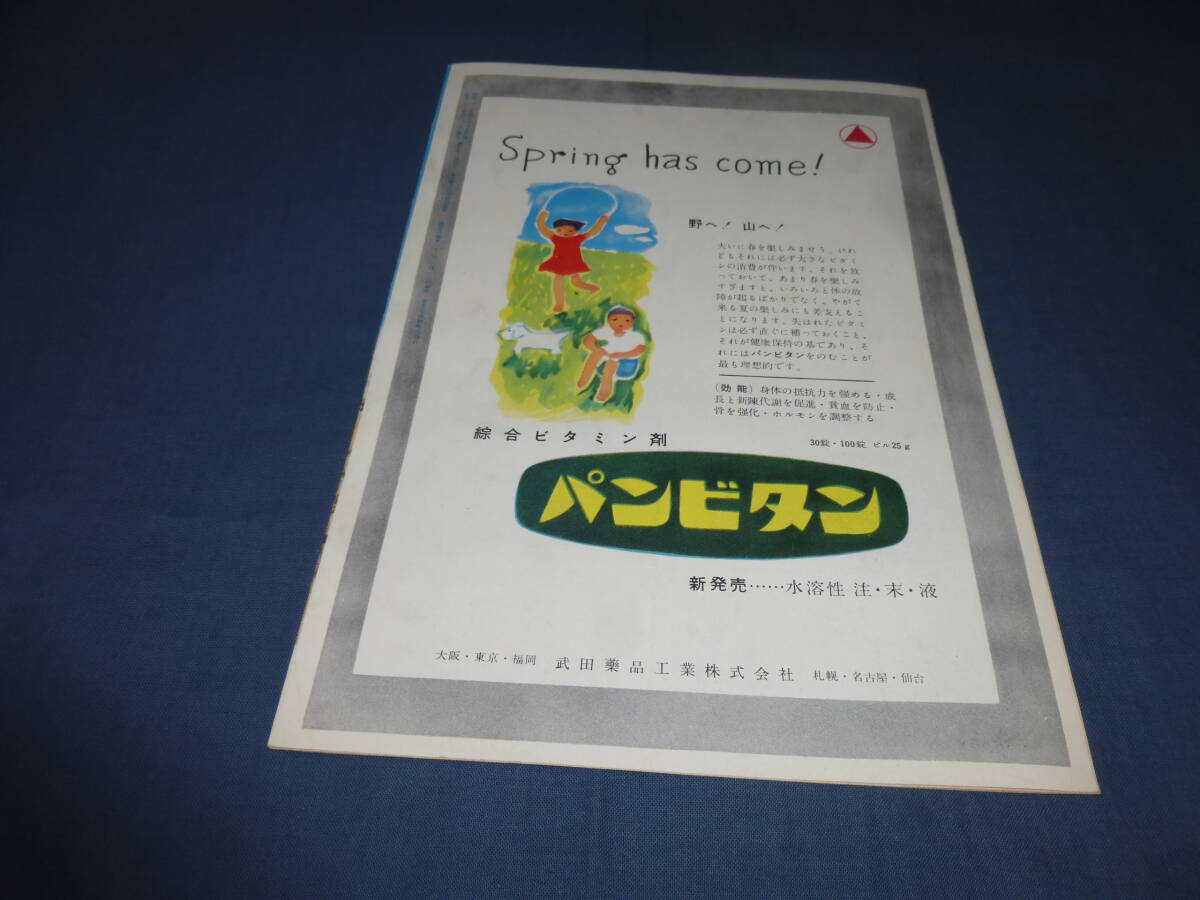 Spring has come!
野へ! 山へ!
大いに春を楽しみませう。けれ
どもそれには必ず大きなビタミ
ンの消費が伴います。それを放
っておいて、あまり春を楽しみ
すぎますと、いろいろと体の故
障が起るばかりでなく、やがて
来る夏の楽しみにも差支えるこ
とになります。失はれたビタミ
ンは必ず直ぐに補っておくこと、
それが健康保持の基であり、そ
れにはパンビタンをのむことが
最も理想的です。
(効能) 身体の抵抗力を強める・成
長と新陳代謝を促進・貧血を防止・
骨を強化・ホルモンを調整する
綜合ビタミン剤
30錠・100錠 ビル25g
パンビタン
新発売……水溶性 注・末・液
大阪・東京・福岡 武田薬品工業株式会社 札幌・名古屋・仙台